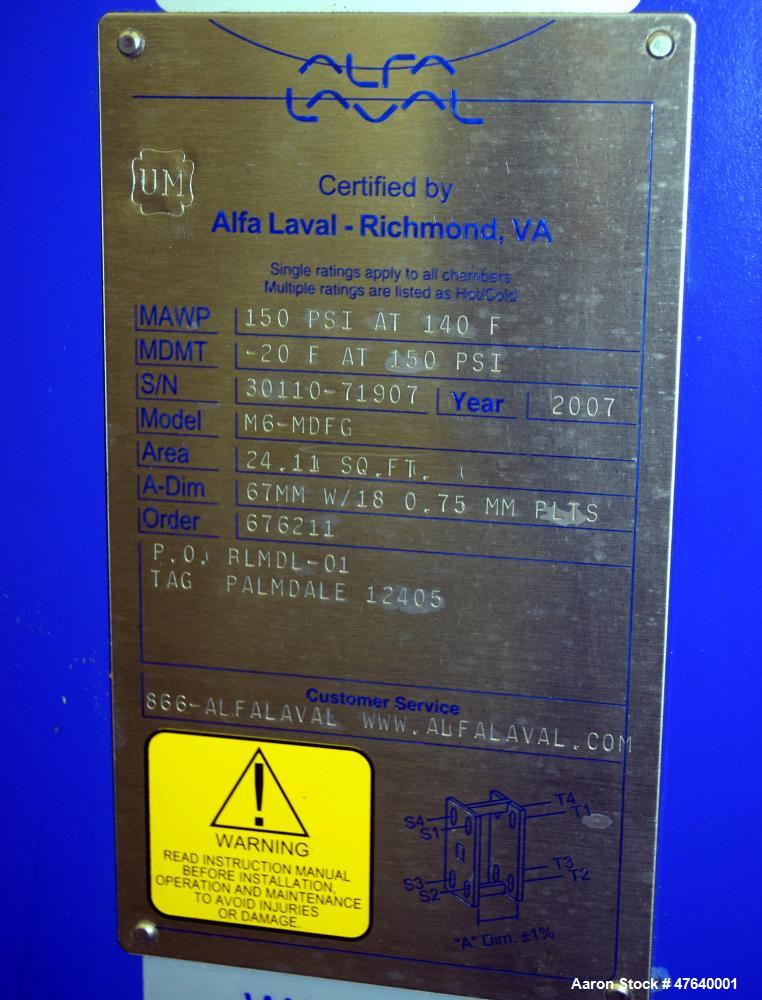 ALFA
LAVAL
UM
Certified by
Alfa Laval - Richmond, VA
Single ratings apply to all chambers
Multiple ratings are listed as Hot/Cold
MAWP 150 PSI AT 140 F
MDMT -20 F AT 150 PSI
S/N 30110-71907 Year 2007
Model M6-MDFG
Area 24.11 SQ.FT.
A-Dim 67MM W/18 0.75 MM PLTS
Order 676211
P.O. RLMDL-01
TAG PALMDALE 12405
Customer Service
866-ALFALAVAL WWW.ALFALAVAL.COM
WARNING
READ INSTRUCTION MANUAL
BEFORE INSTALLATION,
OPERATION AND MAINTENANCE
TO AVOID INJURIES
OR DAMAGE.
S4 T4
S1 T1
S3 T3
S2 T2
"A" Dim. ±1%
Aaron Stock # 47640001